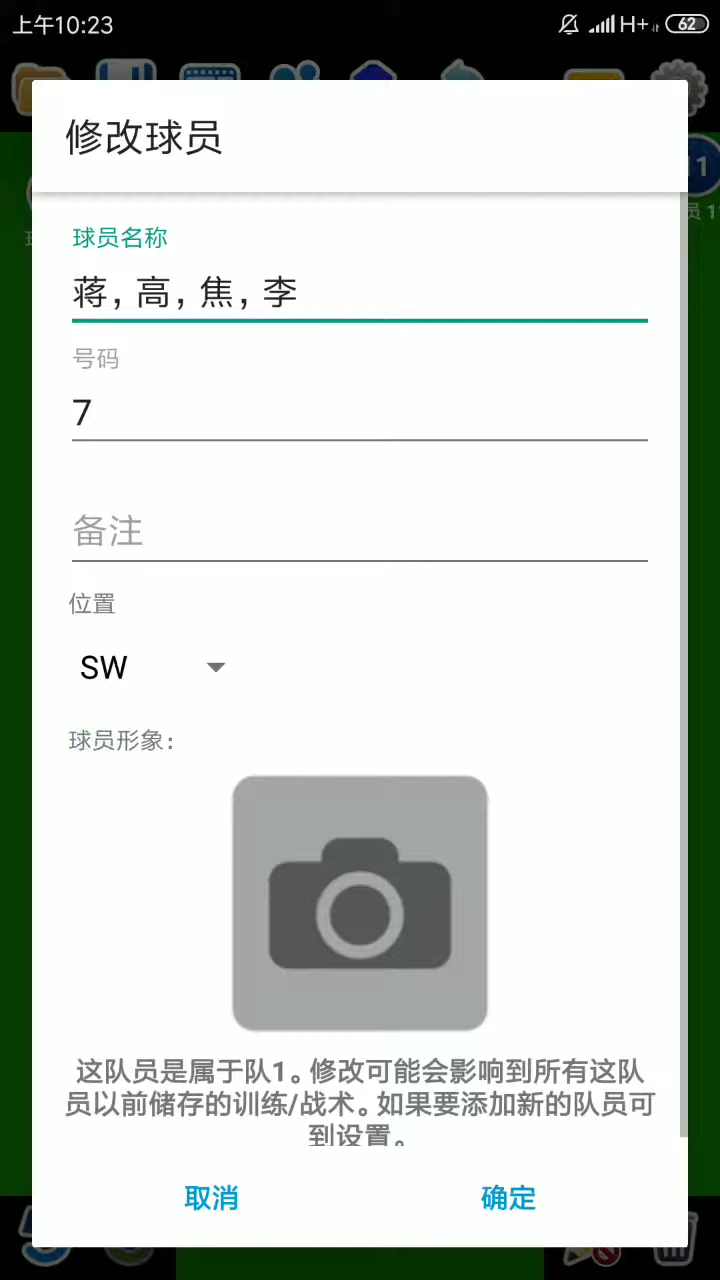 上午10:23
H+
62
修改球员
11
员 11
球员名称
蒋，高，焦，李
号码
7
备注
位置
SW
球员形象：
这队员是属于队1。修改可能会影响到所有这队
员以前储存的训练/战术。如果要添加新的队员可
到设置。
取消
确定